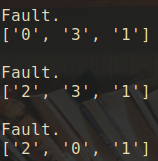 Fault.
['0', '3', '1']
Fault.
['2', '3', '1']
Fault.
['2', '0', '1']